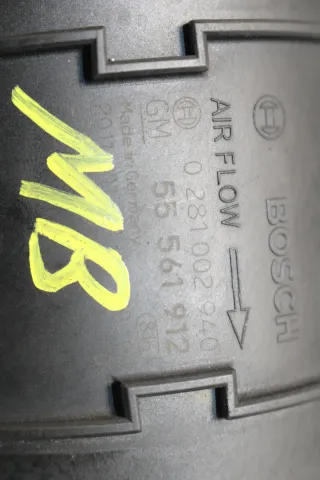 BOSCH
AIR FLOW
0 281 002 940
GM 55 561 912
Made in Germany
MB